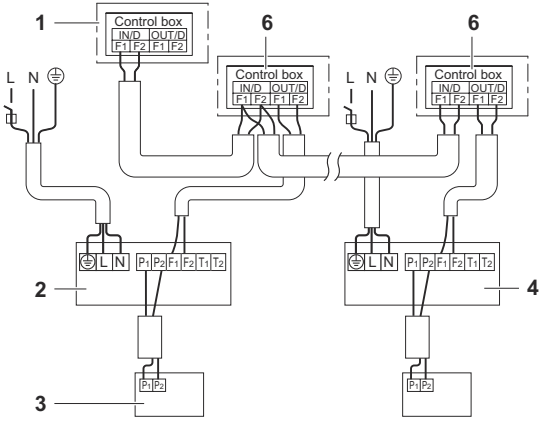 1
Control box
IN/D OUT/D
F1 F2 F1 F2
6
Control box
IN/D OUT/D
F1 F2 F1 F2
6
Control box
IN/D OUT/D
F1 F2 F1 F2
L N
L N
L N
P1 P2 F1 F2 T1 T2
2
L N
P1 P2 F1 F2 T1 T2
4
P1 P2
3
P1 P2